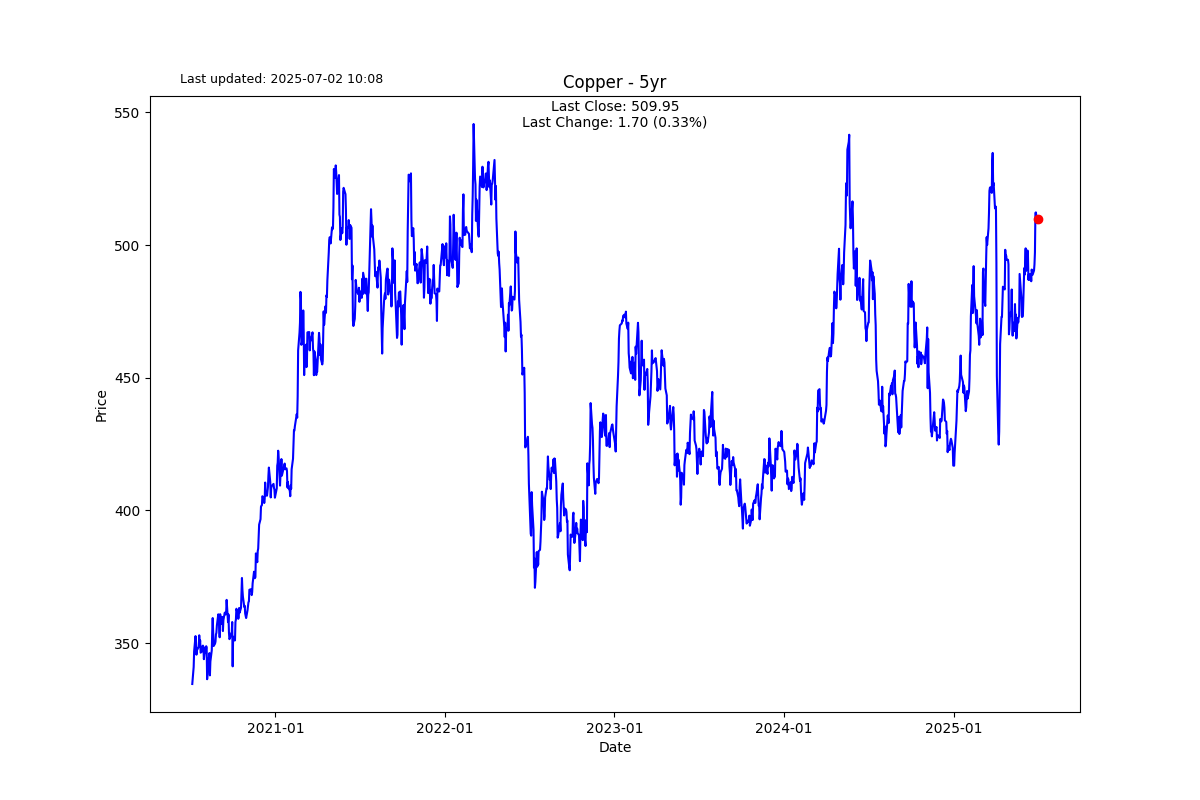 Last updated: 2025-07-02 10:08
Copper - 5yr
Last Close: 509.95
Last Change: 1.70 (0.33%)
550
500
450
400
350
Price
2021-01 2022-01 2023-01 2024-01 2025-01
Date